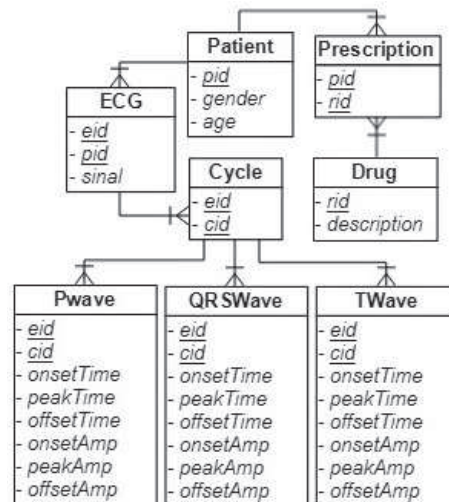 Patient
- pid
- gender
- age
Prescription
- pid
- rid
ECG
- eid
- pid
- sinal
Cycle
- eid
- cid
Drug
- rid
- description
Pwave
- eid
- cid
- onsetTime
- peakTime
- offsetTime
- onsetAmp
- peakAmp
- offsetAmp
QRSWave
- eid
- cid
- onsetTime
- peakTime
- offsetTime
- onsetAmp
- peakAmp
- offsetAmp
TWave
- eid
- cid
- onsetTime
- peakTime
- offsetTime
- onsetAmp
- peakAmp
- offsetAmp